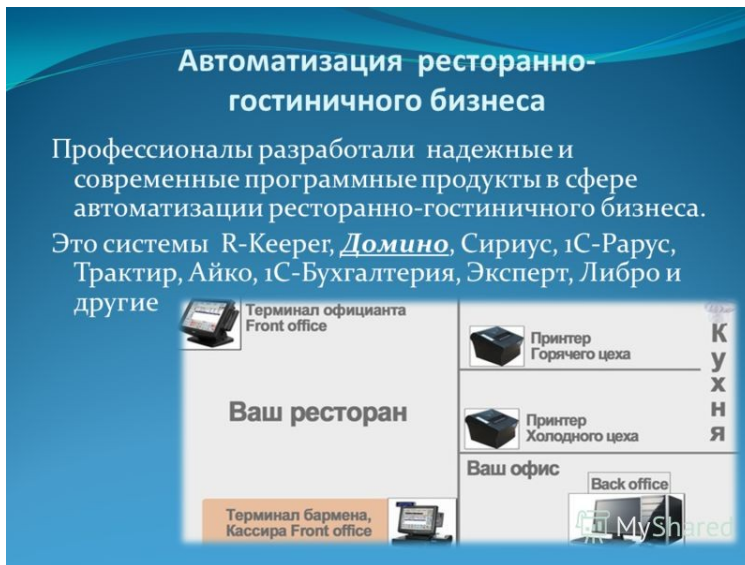 Автоматизация ресторанно-
гостиничного бизнеса
Профессионалы разработали надежные и
современные программные продукты в сфере
автоматизации ресторанно-гостиничного бизнеса.
Это системы R-Keeper, Домино, Сириус, 1С-Рарус,
Трактир, Айко, 1С-Бухгалтерия, Эксперт, Либро и
другие
Терминал официанта
Front office
Принтер
Горячего цеха
Кухня
Ваш ресторан
Принтер
Холодного цеха
Ваш офис
Back office
Терминал бармена,
Кассира Front office
MyShared